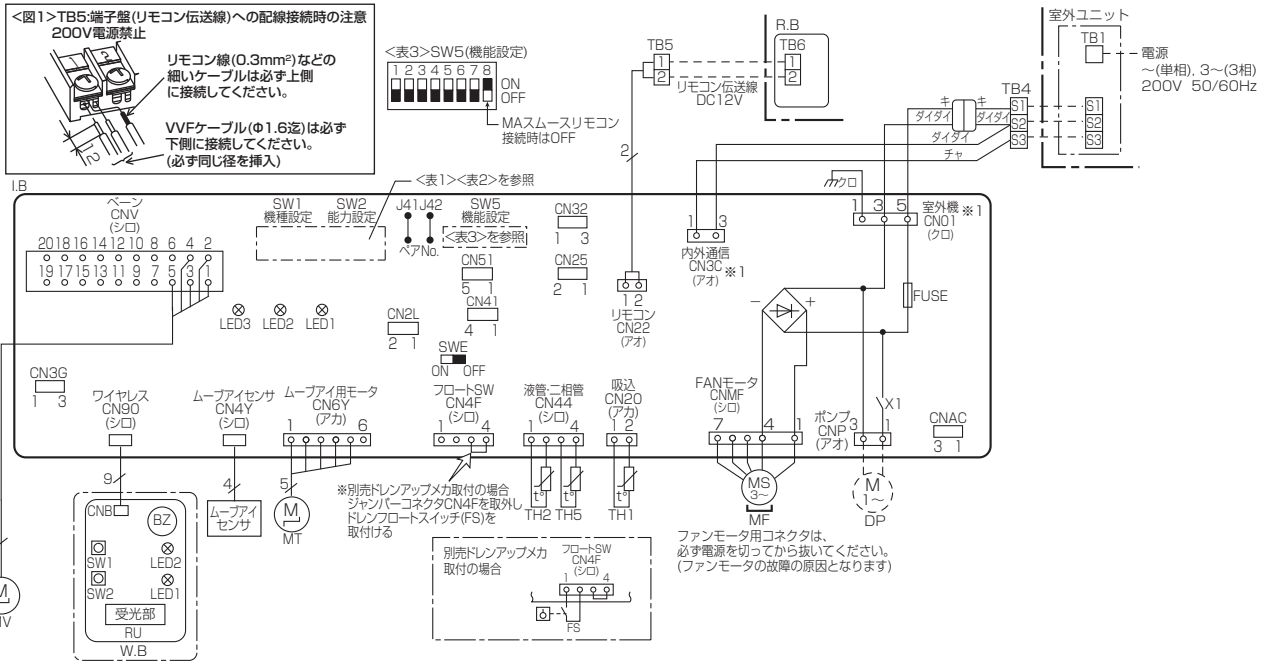 <図1>TB5:端子盤(リモコン伝送線)への配線接続時の注意
200V電源禁止
リモコン線(0.3mm²)などの
細いケーブルは必ず上側
に接続してください。
VVFケーブル(Φ1.6迄)は必ず
下側に接続してください。
(必ず同じ径を挿入)
1 2
12
<表3>SW5(機能設定)
1 2 3 4 5 6 7 8
ON
OFF
MAスムースリモコン
接続時はOFF
TB5
1
2
リモコン伝送線
DC12V
R.B
TB6
1
2
室外ユニット
TB1
電源
~(単相), 3~(3相)
200V 50/60Hz
TB4
S1
S2
S3
S1
S2
S3
キ
キ
ダイダイ
ダイダイ
ダイダイ
チャ
2
クロ
I.B
<表1><表2>を参照
ベーン
CNV
(シロ)
20 18 16 14 12 10 8 6 4 2
19 17 15 13 11 9 7 5 3 1
SW1
機種設定
SW2
能力設定
J41 J42
ペアNo.
SW5
機能設定
<表3>を参照
CN32
1 3
CN51
5 1
CN25
2 1
CN41
4 1
CN2L
2 1
SWE
ON OFF
LED3 LED2 LED1
1 2
リモコン
CN22
(アオ)
1 3
内外通信
CN3C ※1
(アオ)
1 3 5
室外機 ※1
CN01
(クロ)
FUSE
− +
X1
CN3G
1 3
ワイヤレス
CN90
(シロ)
ムーブアイセンサ
CN4Y
(シロ)
ムーブアイ用モータ
CN6Y
(アカ)
1 6
フロートSW
CN4F
(シロ)
1 4
液管・二相管
CN44
(シロ)
1 4
吸込
CN20
(アカ)
1 2
FANモータ
CNMF
(シロ)
7 4 1
ポンプ
CNP
(アオ)
3 1
CNAC
3 1
9
4
5
ムーブアイ
センサ
M
MT
※別売ドレンアップメカ取付の場合
ジャンパーコネクタCN4Fを取外し
ドレンフロートスイッチ(FS)を
取付ける
t°
t°
t°
TH2 TH5 TH1
MS
3~
MF
M
1~
DP
ファンモータ用コネクタは、
必ず電源を切ってから抜いてください。
(ファンモータの故障の原因となります)
別売ドレンアップメカ
取付の場合
フロートSW
CN4F
(シロ)
1 4
FS
CNB
BZ
SW1
LED2
SW2
LED1
受光部
RU
W.B